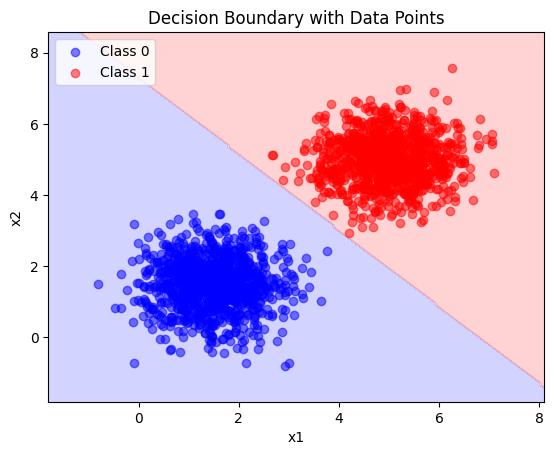 Decision Boundary with Data Points
Class 0
Class 1
8
6
4
2
0
x2
0 2 4 6 8
x1